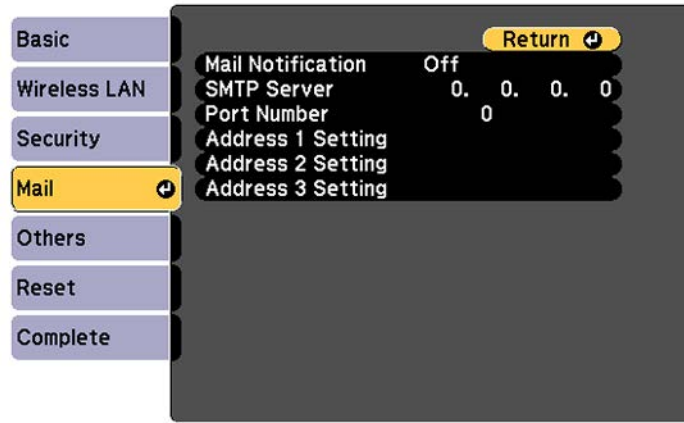 Basic
Wireless LAN
Security
Mail
Others
Reset
Complete
Return
Mail Notification Off
SMTP Server 0. 0. 0. 0
Port Number 0
Address 1 Setting
Address 2 Setting
Address 3 Setting